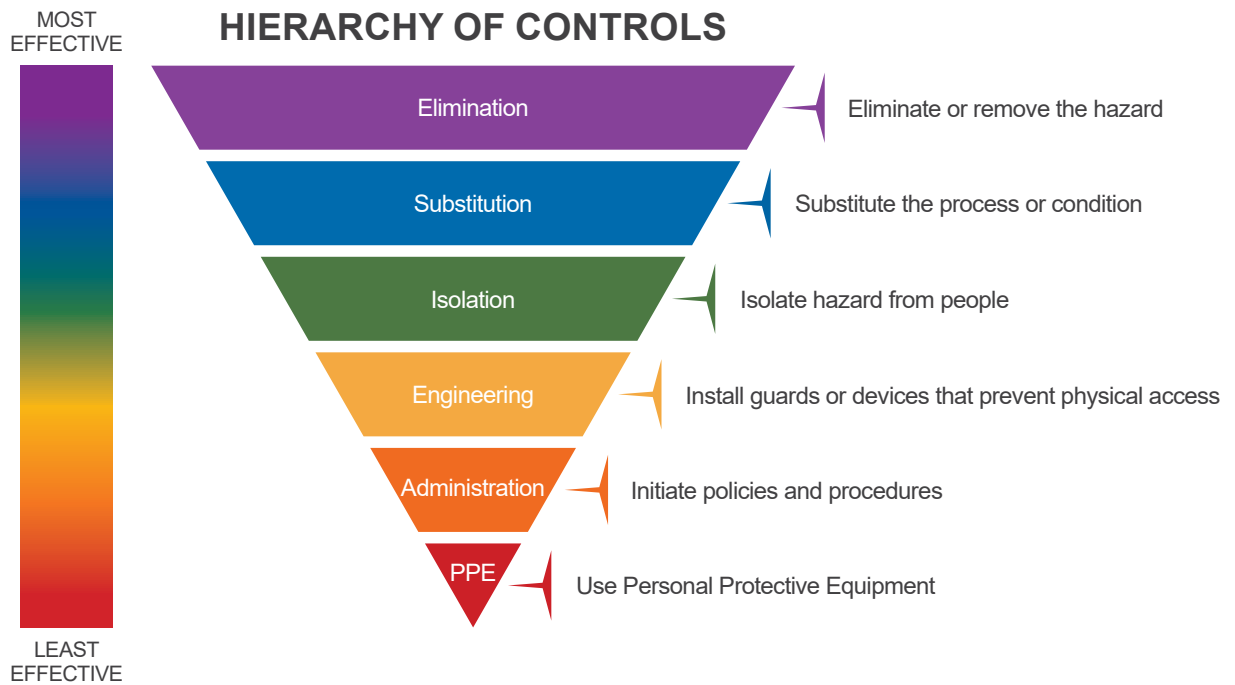 MOST
EFFECTIVE
HIERARCHY OF CONTROLS
Elimination
Eliminate or remove the hazard
Substitution
Substitute the process or condition
Isolation
Isolate hazard from people
Engineering
Install guards or devices that prevent physical access
Administration
Initiate policies and procedures
PPE
Use Personal Protective Equipment
LEAST
EFFECTIVE